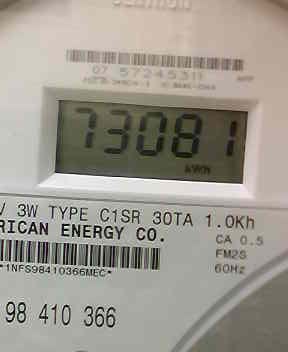 07 57245311
73081
kWH
V 3W TYPE C1SR 30TA 1.0Kh
RICAN ENERGY CO.
CA 0.5
FM2S
60Hz
*1NFS98410366MEC*
98 410 366